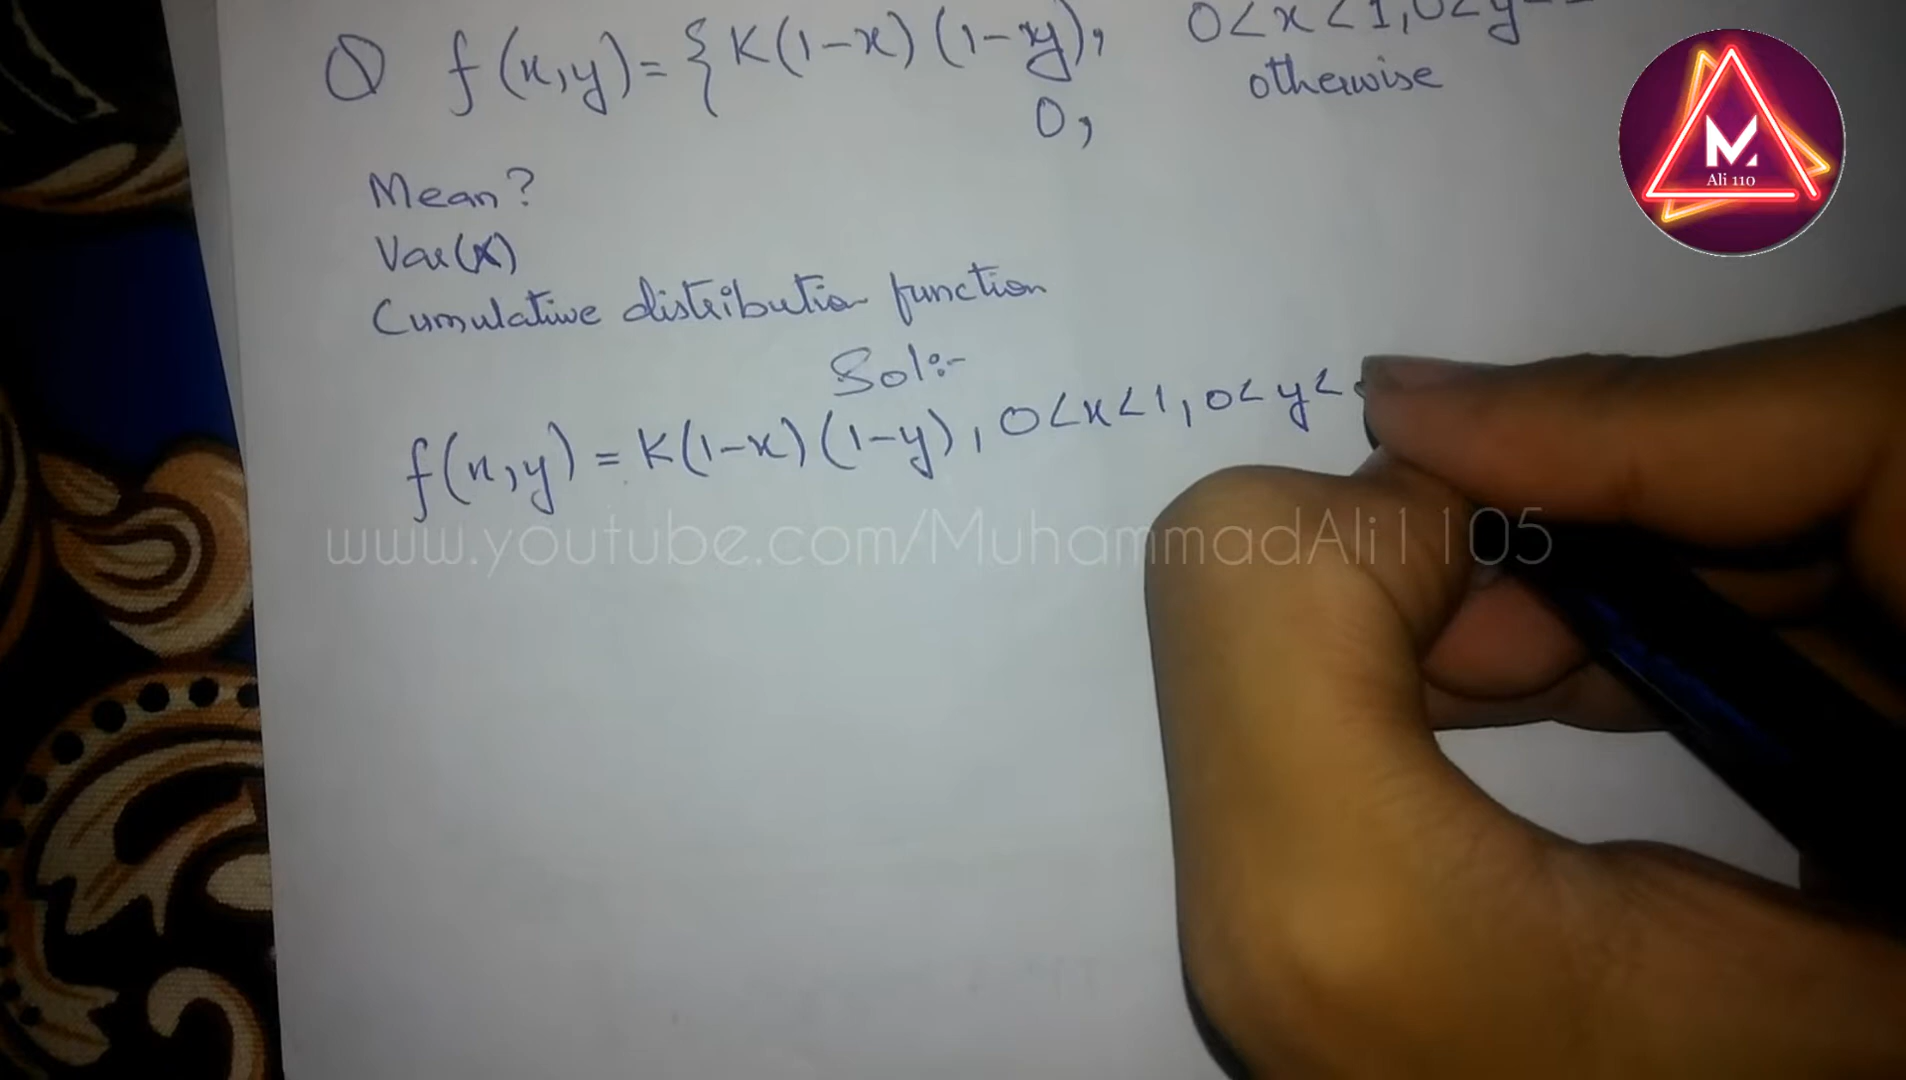 Q f(x,y)= { K(1-x) (1-xy), 0<x<1, 0<y
0, otherwise
M
Ali 110
Mean?
Var(X)
Cumulative distribution function
Sol:-
f(x,y) = K(1-x) (1-y), 0<x<1, 0<y<
www.youtube.com/MuhammadAli1105